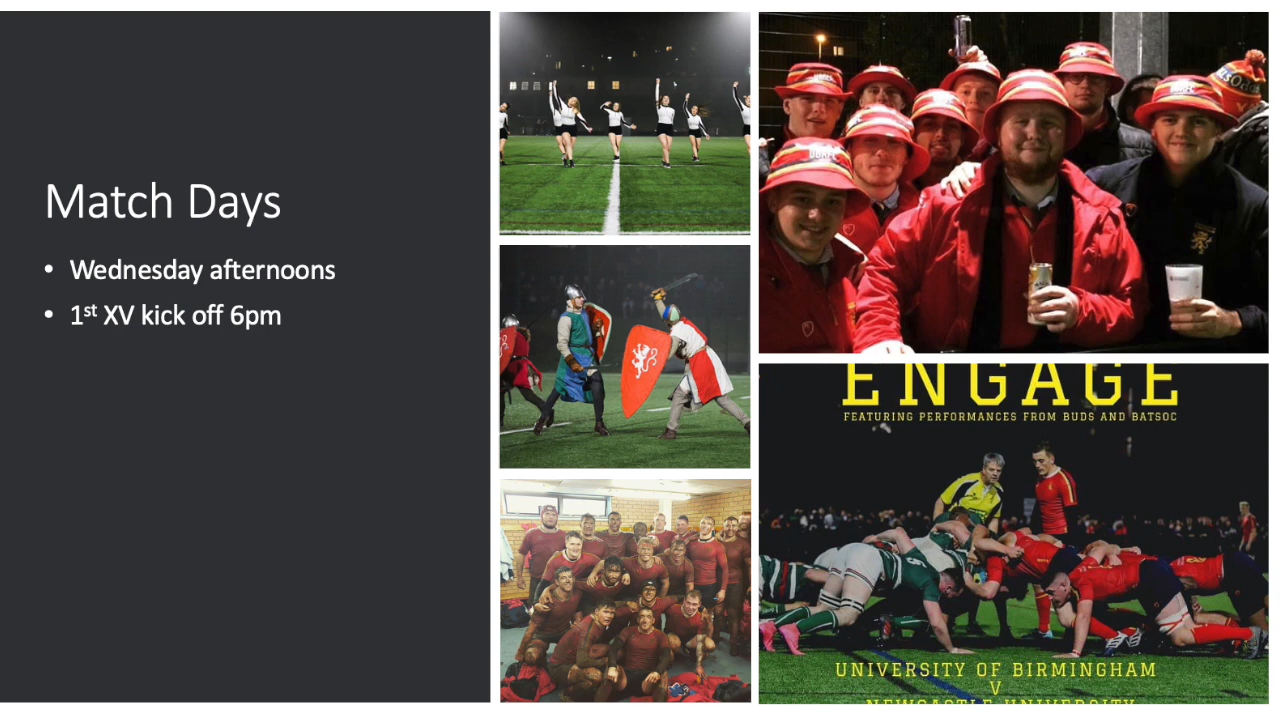 Match Days
• Wednesday afternoons
• 1st XV kick off 6pm
ENGAGE
FEATURING PERFORMANCES FROM BUDS AND BATSOC
UNIVERSITY OF BIRMINGHAM
V
NEWCASTLE UNIVERSITY